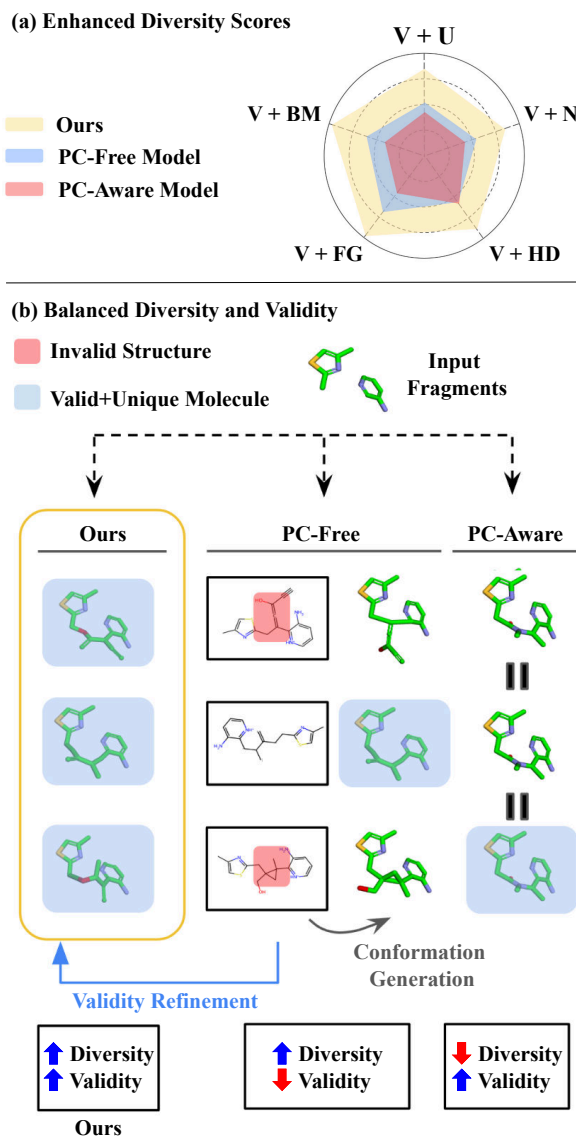 (a) Enhanced Diversity Scores
V + U
V + BM
V + N
Ours
PC-Free Model
PC-Aware Model
V + FG
V + HD
(b) Balanced Diversity and Validity
Invalid Structure
Valid+Unique Molecule
Input
Fragments
Ours
PC-Free
PC-Aware
Conformation
Generation
Validity Refinement
Diversity
Validity
Diversity
Validity
Diversity
Validity
Ours